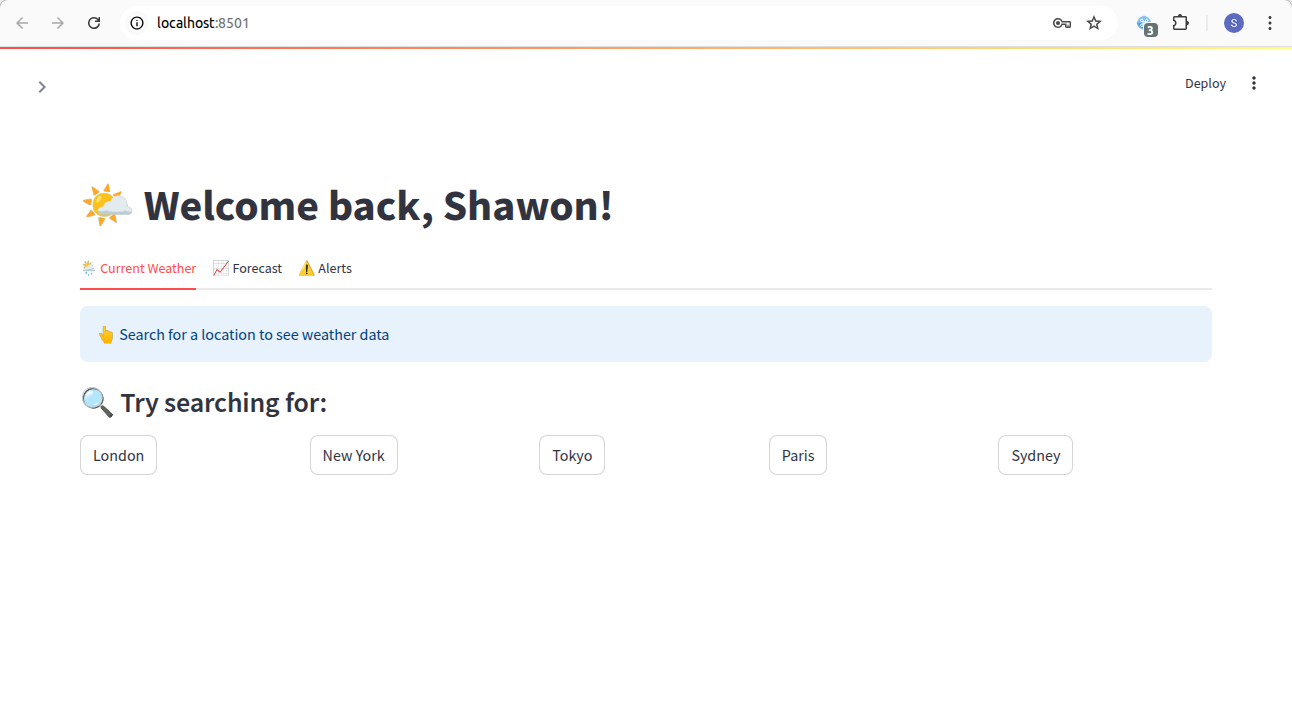 localhost:8501
3
S
Deploy
🌤️ Welcome back, Shawon!
🌦️ Current Weather 📈 Forecast ⚠️ Alerts
👆 Search for a location to see weather data
🔍 Try searching for:
London New York Tokyo Paris Sydney